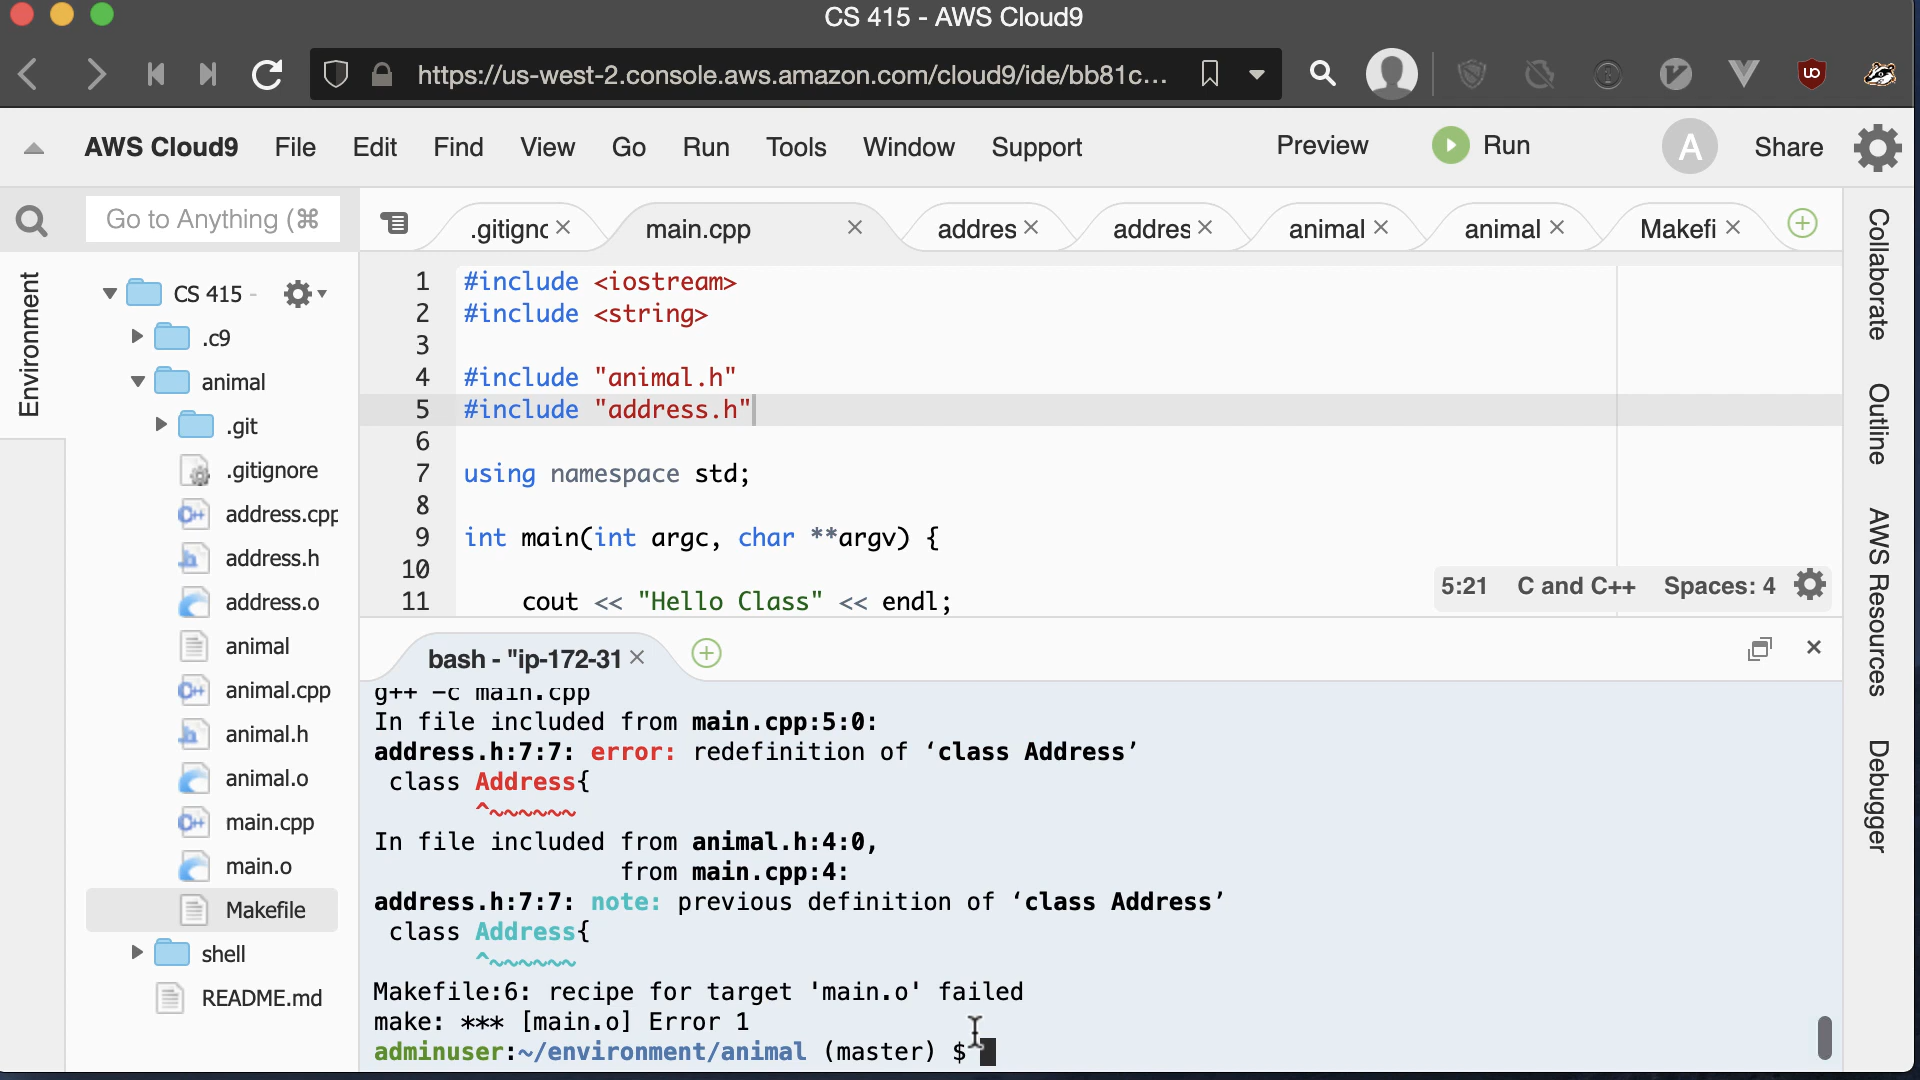 CS 415 - AWS Cloud9
https://us-west-2.console.aws.amazon.com/cloud9/ide/bb81c...
AWS Cloud9 File Edit Find View Go Run Tools Window Support Preview Run A Share
Go to Anything (⌘
.gitignc main.cpp addres addres animal animal Makefi
Environment
CS 415 -
.c9
animal
.git
.gitignore
address.cpp
address.h
address.o
animal
animal.cpp
animal.h
animal.o
main.cpp
main.o
Makefile
shell
README.md
1 #include <iostream>
2 #include <string>
3
4 #include "animal.h"
5 #include "address.h"
6
7 using namespace std;
8
9 int main(int argc, char **argv) {
10
11 cout << "Hello Class" << endl;
5:21 C and C++ Spaces: 4
bash - "ip-172-31
g++ -c main.cpp
In file included from main.cpp:5:0:
address.h:7:7: error: redefinition of ‘class Address’
class Address{
^~~~~~~
In file included from animal.h:4:0,
from main.cpp:4:
address.h:7:7: note: previous definition of ‘class Address’
class Address{
^~~~~~~
Makefile:6: recipe for target 'main.o' failed
make: *** [main.o] Error 1
adminuser:~/environment/animal (master) $
Collaborate
Outline
AWS Resources
Debugger